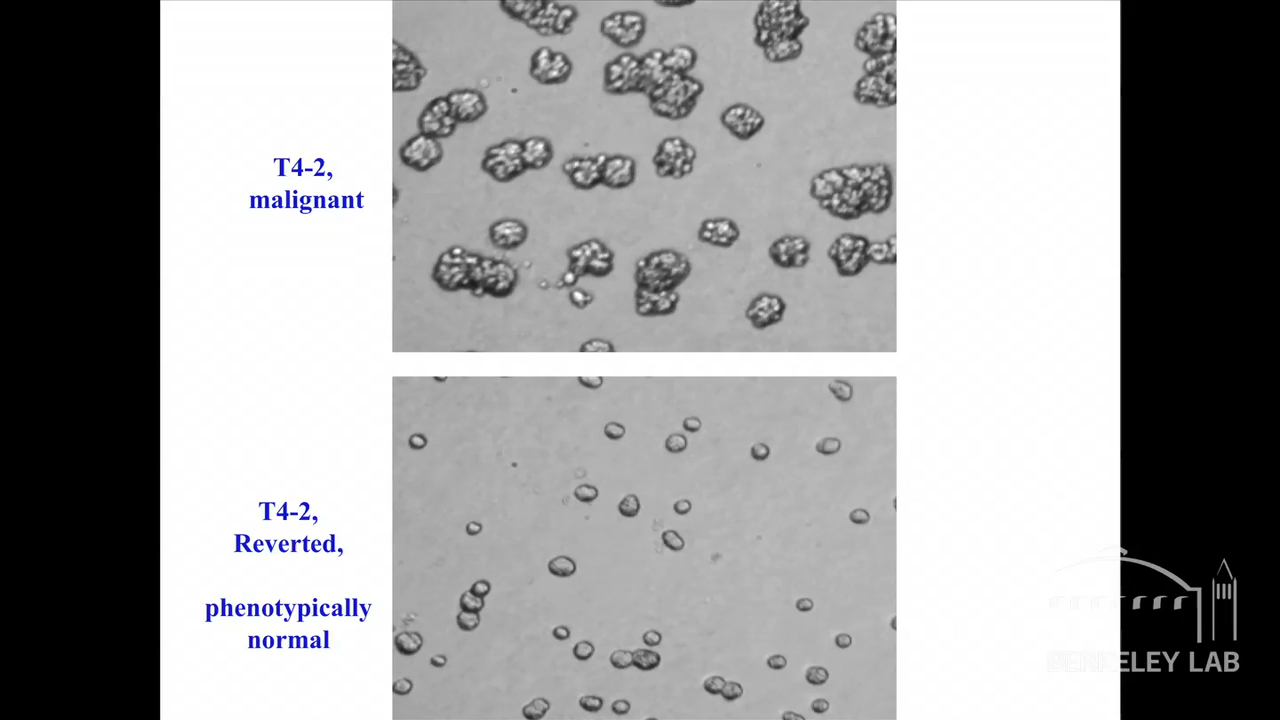 T4-2,
malignant
T4-2,
Reverted,
phenotypically
normal
BERKELEY LAB